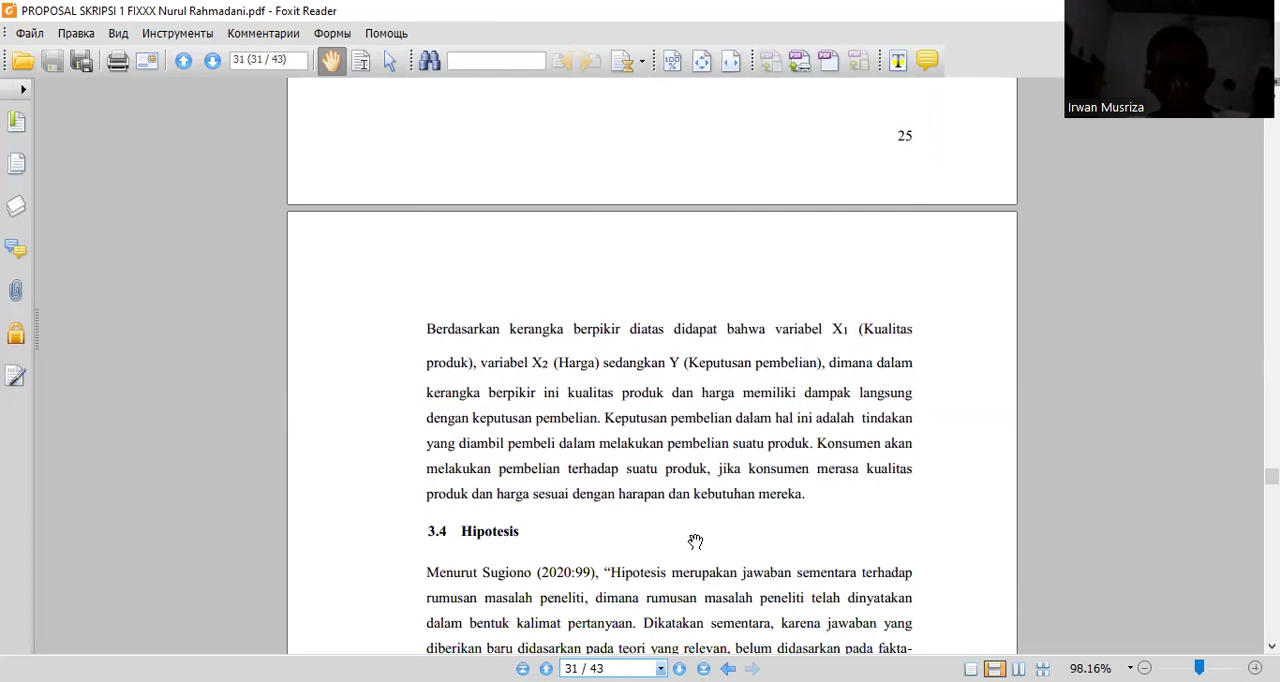 PROPOSAL SKRIPSI 1 FIXXX Nurul Rahmadani.pdf - Foxit Reader
Файл Правка Вид Инструменты Комментарии Формы Помощь
31 (31 / 43)
Irwan Musriza
25
Berdasarkan kerangka berpikir diatas didapat bahwa variabel X1 (Kualitas
produk), variabel X2 (Harga) sedangkan Y (Keputusan pembelian), dimana dalam
kerangka berpikir ini kualitas produk dan harga memiliki dampak langsung
dengan keputusan pembelian. Keputusan pembelian dalam hal ini adalah tindakan
yang diambil pembeli dalam melakukan pembelian suatu produk. Konsumen akan
melakukan pembelian terhadap suatu produk, jika konsumen merasa kualitas
produk dan harga sesuai dengan harapan dan kebutuhan mereka.
3.4 Hipotesis
Menurut Sugiono (2020:99), “Hipotesis merupakan jawaban sementara terhadap
rumusan masalah peneliti, dimana rumusan masalah peneliti telah dinyatakan
dalam bentuk kalimat pertanyaan. Dikatakan sementara, karena jawaban yang
diberikan baru didasarkan pada teori yang relevan, belum didasarkan pada fakta-
31 / 43
98.16%